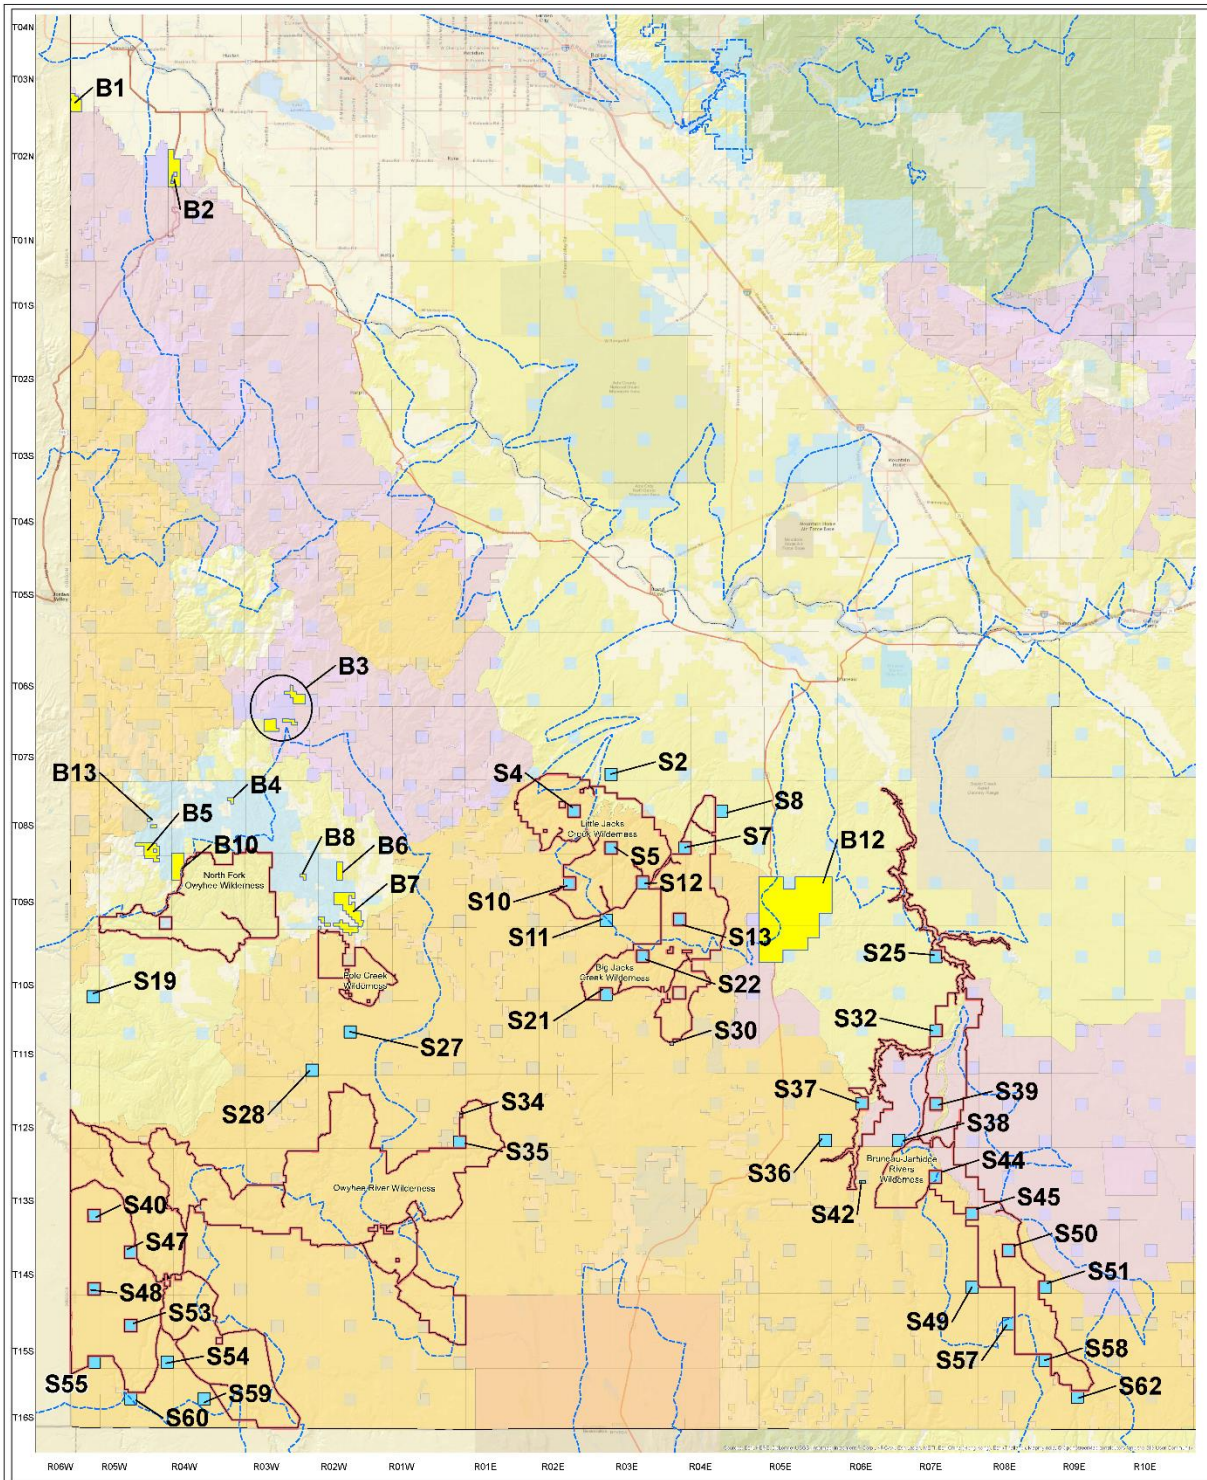 T04N
T03N
B1
T02N
B2
T01N
T01S
T02S
T03S
T04S
T05S
T06S
B3
T07S
B13
B4
S4
S2
B5
S8
T08S
Little Jacks
Creek Wilderness
B10
B8
B6
S7
B12
North Fork
Owyhee Wilderness
S5
B7
S10
S12
T09S
S11
S13
S25
Pole Creek
Wilderness
Big Jacks
Creek Wilderness
S22
T10S
S19
S21
S32
S27
S30
T11S
S28
S37
S39
S34
S38
T12S
S35
S36
Bruneau-Jarbidge
Rivers
Wilderness
S44
Owyhee River Wilderness
T13S
S40
S42
S45
S47
S50
T14S
S48
S51
S53
S49
S57
T15S
S54
S58
S55
S59
S62
S60
T16S
R06W R05W R04W R03W R02W R01W R01E R02E R03E R04E R05E R06E R07E R08E R09E R10E